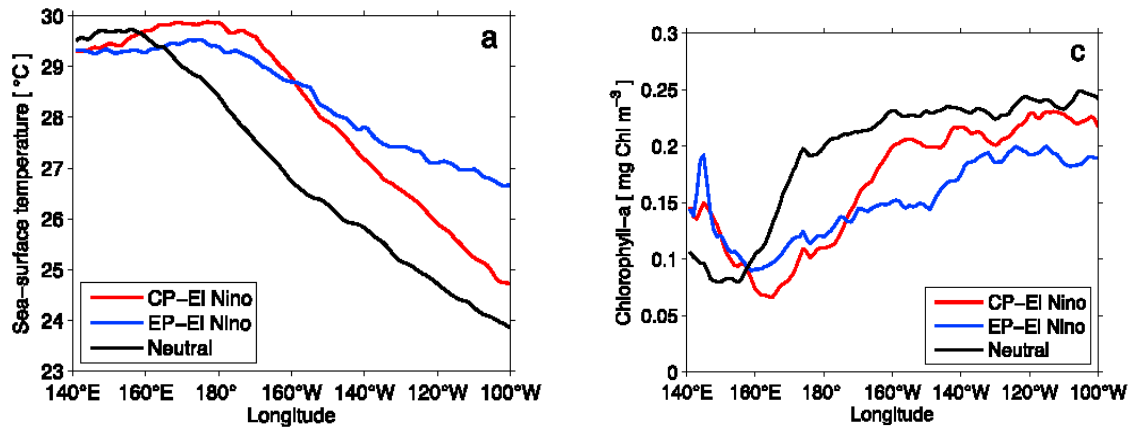 a
Sea-surface temperature [ °C]
30
29
28
27
26
25
24
23
CP-El Nino
EP-El Nino
Neutral
140°E 160°E 180° 160°W 140°W 120°W 100°W
Longitude
c
Chlorophyll-a [ mg Chl m⁻³ ]
0.3
0.25
0.2
0.15
0.1
0.05
0
CP-El Nino
EP-El Nino
Neutral
140°E 160°E 180° 160°W 140°W 120°W 100°W
Longitude